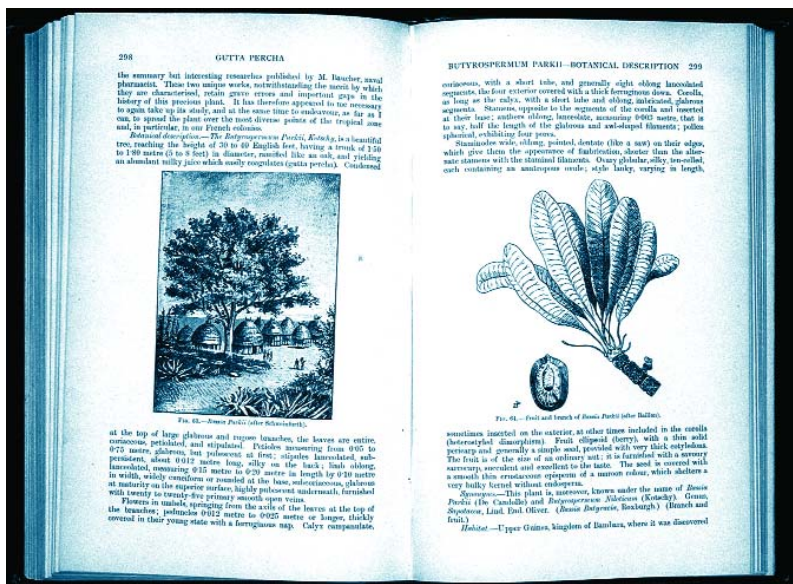 298 GUTTA PERCHA
the summary but interesting researches published by M. Baucher, naval
pharmacist. These two unique works, notwithstanding the merit by which
they are characterised, retain grave errors and important gaps in the
history of this precious plant. It has therefore appeared to me necessary
to again take up its study, and at the same time to endeavour, as far as I
can, to spread the plant over the most diverse points of the tropical zone
and, in particular, in our French colonies.
Botanical description.—The Butyrospermum Parkii, Kotschy, is a beautiful
tree, reaching the height of 30 to 40 English feet, having a trunk of 1·50
to 1·80 metre (5 to 8 feet) in diameter, ramified like an oak, and yielding
an abundant milky juice which easily coagulates (gutta percha). Condensed
FIG. 63.—Bassia Parkii (after Schweinfurth).
at the top of large glabrous and rugose branches, the leaves are entire,
coriaceous, petiolated, and stipulated. Petioles measuring from 0·05 to
0·75 metre, glabrous, but pubescent at first; stipules lanceolated, sub-
persistent, about 0·012 metre long, silky on the back; limb oblong,
lanceolated, measuring 0·15 metre to 0·20 metre in length by 0·10 metre
in width, widely cuneiform or rounded at the base, subcoriaceous, glabrous
at maturity on the superior surface, highly pubescent underneath, furnished
with twenty to twenty-five primary smooth open veins.
Flowers in umbels, springing from the axils of the leaves at the top of
the branches; peduncles 0·012 metre to 0·025 metre or longer, thickly
covered in their young state with a ferruginous nap. Calyx campanulate,
BUTYROSPERMUM PARKII—BOTANICAL DESCRIPTION 299
coriaceous, with a short tube, and generally eight oblong lanceolated
segments, the four exterior covered with a thick ferruginous down. Corolla,
as long as the calyx, with a short tube and oblong, imbricated, glabrous
segments. Stamens, opposite to the segments of the corolla and inserted
at their base; anthers oblong, lanceolate, measuring 0·003 metre, that is
to say, half the length of the glabrous and awl-shaped filaments; pollen
spherical, exhibiting four pores.
Staminodes wide, oblong, pointed, dentate (like a saw) on their edges,
which give them the appearance of fimbriation, shorter than the alter-
nate stamens with the staminal filaments. Ovary globular, silky, ten-celled,
each containing an anatropous ovule; style lanky, varying in length,
FIG. 64.—Fruit and branch of Bassia Parkii (after Baillon).
sometimes inserted on the exterior, at other times included in the corolla
(heterostyled dimorphism). Fruit ellipsoid (berry), with a thin solid
pericarp and generally a simple seed, provided with very thick cotyledons.
The fruit is of the size of an ordinary nut; it is furnished with a savoury
sarcocarp, succulent and excellent to the taste. The seed is covered with
a smooth thin crustaceous episperm of a maroon colour, which shelters a
very bulky kernel without endosperm.
Synonyms.—This plant is, moreover, known under the name of Bassia
Parkii (De Candolle) and Butyrospermum Niloticum (Kotschy). Genus,
Sapotaceæ, Lind. End. Oliver. (Bassia Butyracea, Roxburgh.) (Branch and
fruit.)
Habitat.—Upper Guinea, kingdom of Bambara, where it was discovered